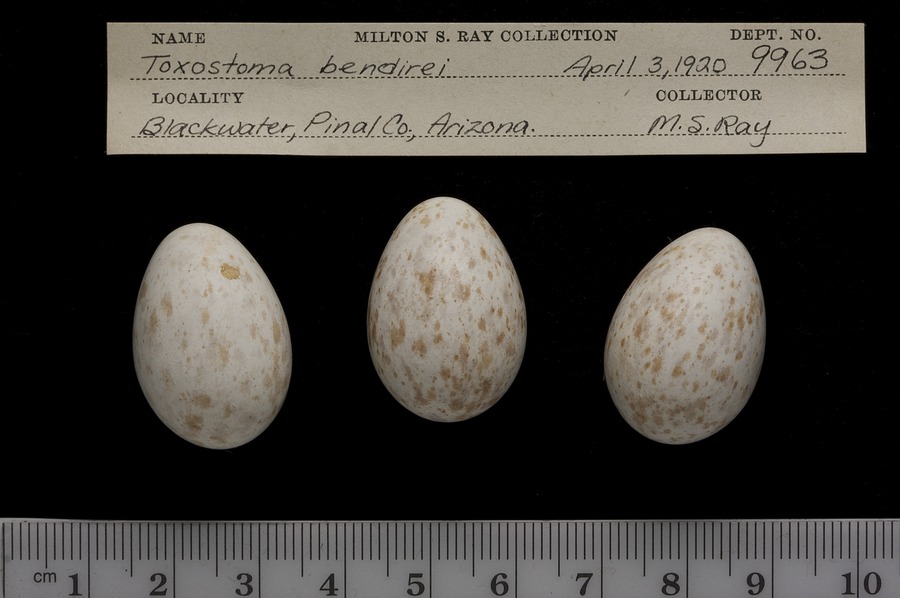 NAME MILTON S. RAY COLLECTION DEPT. NO.
Toxostoma bendirei April 3, 1920 9963
LOCALITY COLLECTOR
Blackwater, Pinal Co., Arizona. M. S. Ray
cm 1 2 3 4 5 6 7 8 9 10